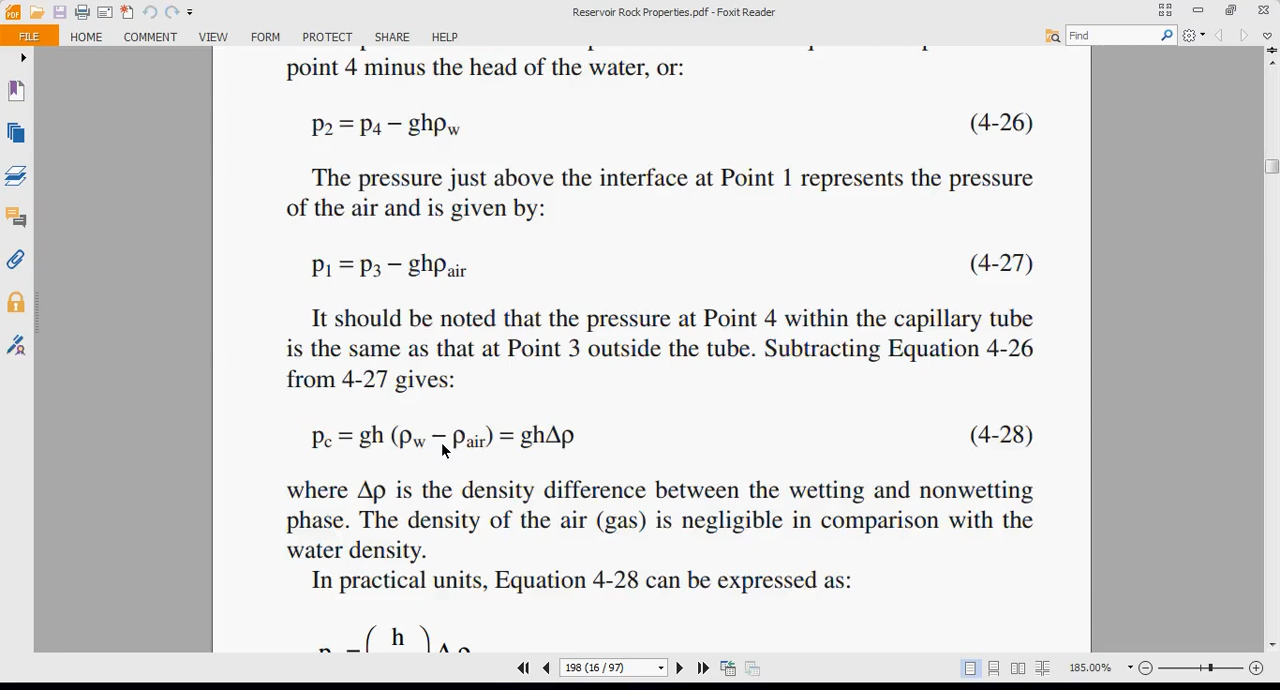 Reservoir Rock Properties.pdf - Foxit Reader
FILE HOME COMMENT VIEW FORM PROTECT SHARE HELP
Find
point 4 minus the head of the water, or:
p₂ = p₄ − ghρw (4-26)
The pressure just above the interface at Point 1 represents the pressure
of the air and is given by:
p₁ = p₃ − ghρair (4-27)
It should be noted that the pressure at Point 4 within the capillary tube
is the same as that at Point 3 outside the tube. Subtracting Equation 4-26
from 4-27 gives:
pc = gh (ρw − ρair) = ghΔρ (4-28)
where Δρ is the density difference between the wetting and nonwetting
phase. The density of the air (gas) is negligible in comparison with the
water density.
In practical units, Equation 4-28 can be expressed as:
h
198 (16 / 97)
185.00%